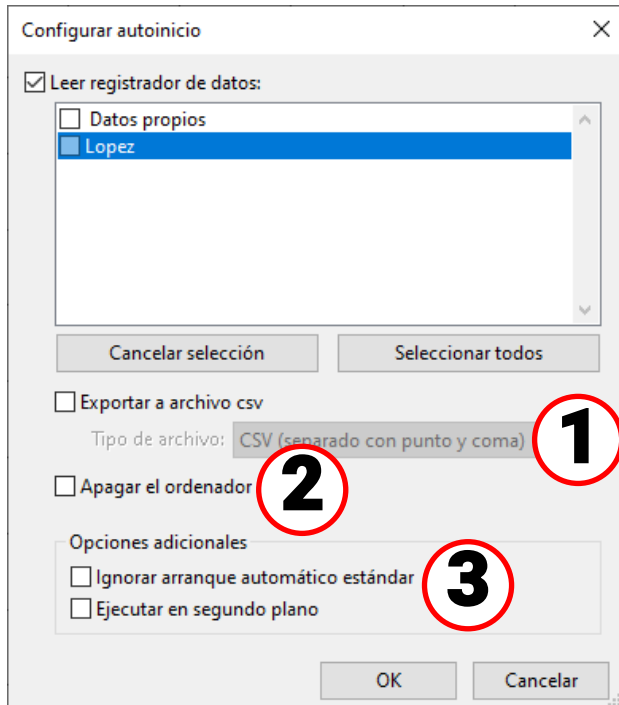 Configurar autoinicio
Leer registrador de datos:
Datos propios
Lopez
Cancelar selección Seleccionar todos
Exportar a archivo csv
Tipo de archivo: CSV (separado con punto y coma) 1
Apagar el ordenador 2
Opciones adicionales
Ignorar arranque automático estándar 3
Ejecutar en segundo plano
OK Cancelar